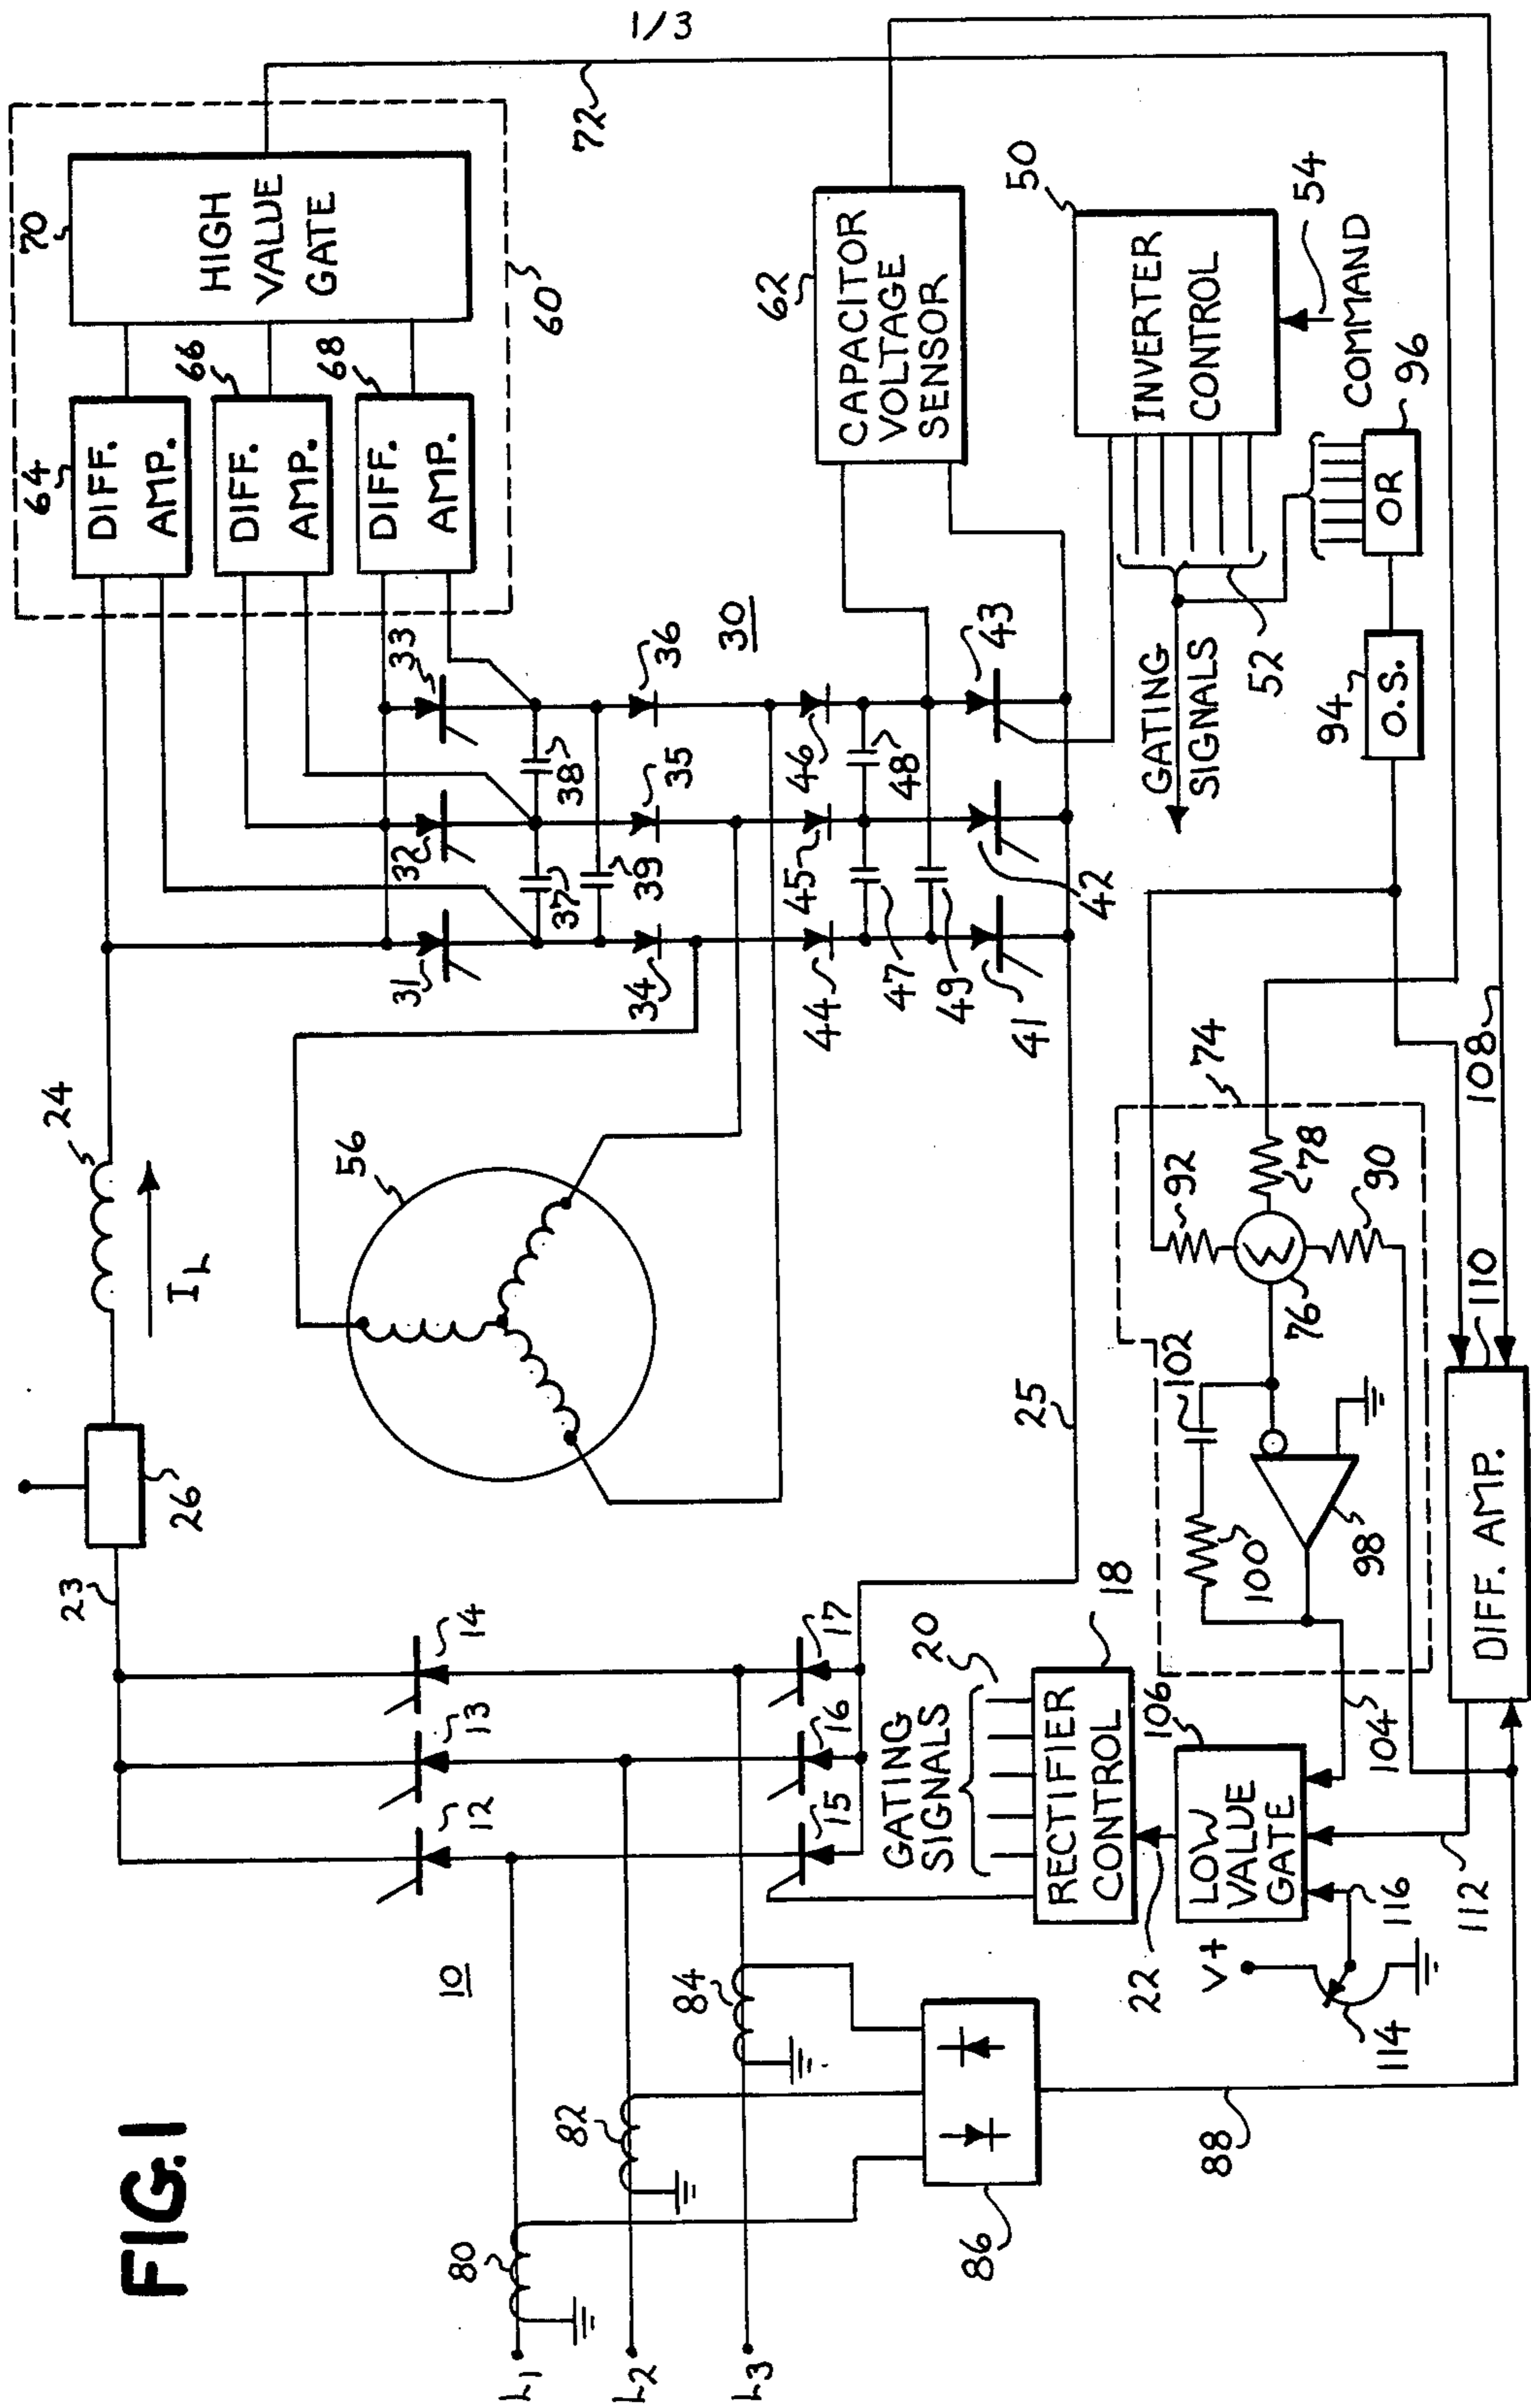 1/3
FIG.1
L1
L2
L3
80
82
84
86
88
10
12
13
14
15
16
17
23
26
24
IL
56
25
GATING
SIGNALS
20
RECTIFIER
CONTROL
18
22
LOW
VALUE
GATE
106
V+
114
116
112
104
DIFF. AMP.
110
108
74
76
Σ
78
90
92
98
100
102
31
32
33
34
35
36
37
38
39
30
41
42
43
44
45
46
47
48
49
64
DIFF.
AMP.
66
DIFF.
AMP.
68
DIFF.
AMP.
70
HIGH
VALUE
GATE
60
72
62
CAPACITOR
VOLTAGE
SENSOR
50
INVERTER
CONTROL
54
COMMAND
GATING
SIGNALS
52
96
OR
94
O.S.